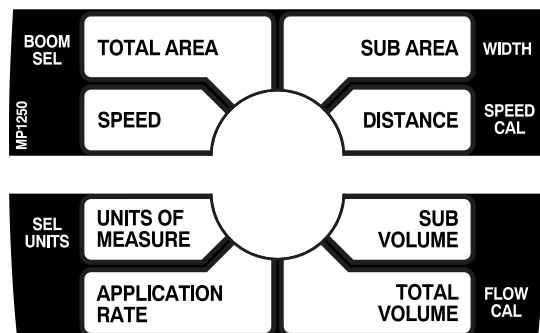 BOOM
SEL
TOTAL AREA
SUB AREA
WIDTH
MP1250
SPEED
DISTANCE
SPEED
CAL
SEL
UNITS
UNITS OF
MEASURE
SUB
VOLUME
APPLICATION
RATE
TOTAL
VOLUME
FLOW
CAL